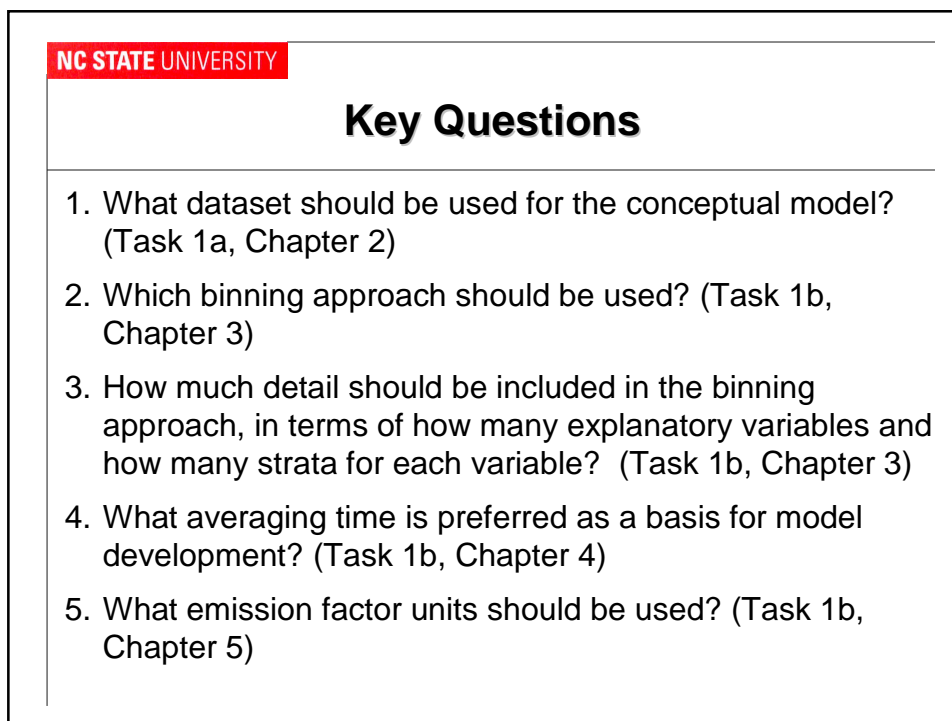 NC STATE UNIVERSITY
Key Questions
1. What dataset should be used for the conceptual model?
(Task 1a, Chapter 2)
2. Which binning approach should be used? (Task 1b,
Chapter 3)
3. How much detail should be included in the binning
approach, in terms of how many explanatory variables and
how many strata for each variable?  (Task 1b, Chapter 3)
4. What averaging time is preferred as a basis for model
development? (Task 1b, Chapter 4)
5. What emission factor units should be used? (Task 1b,
Chapter 5)